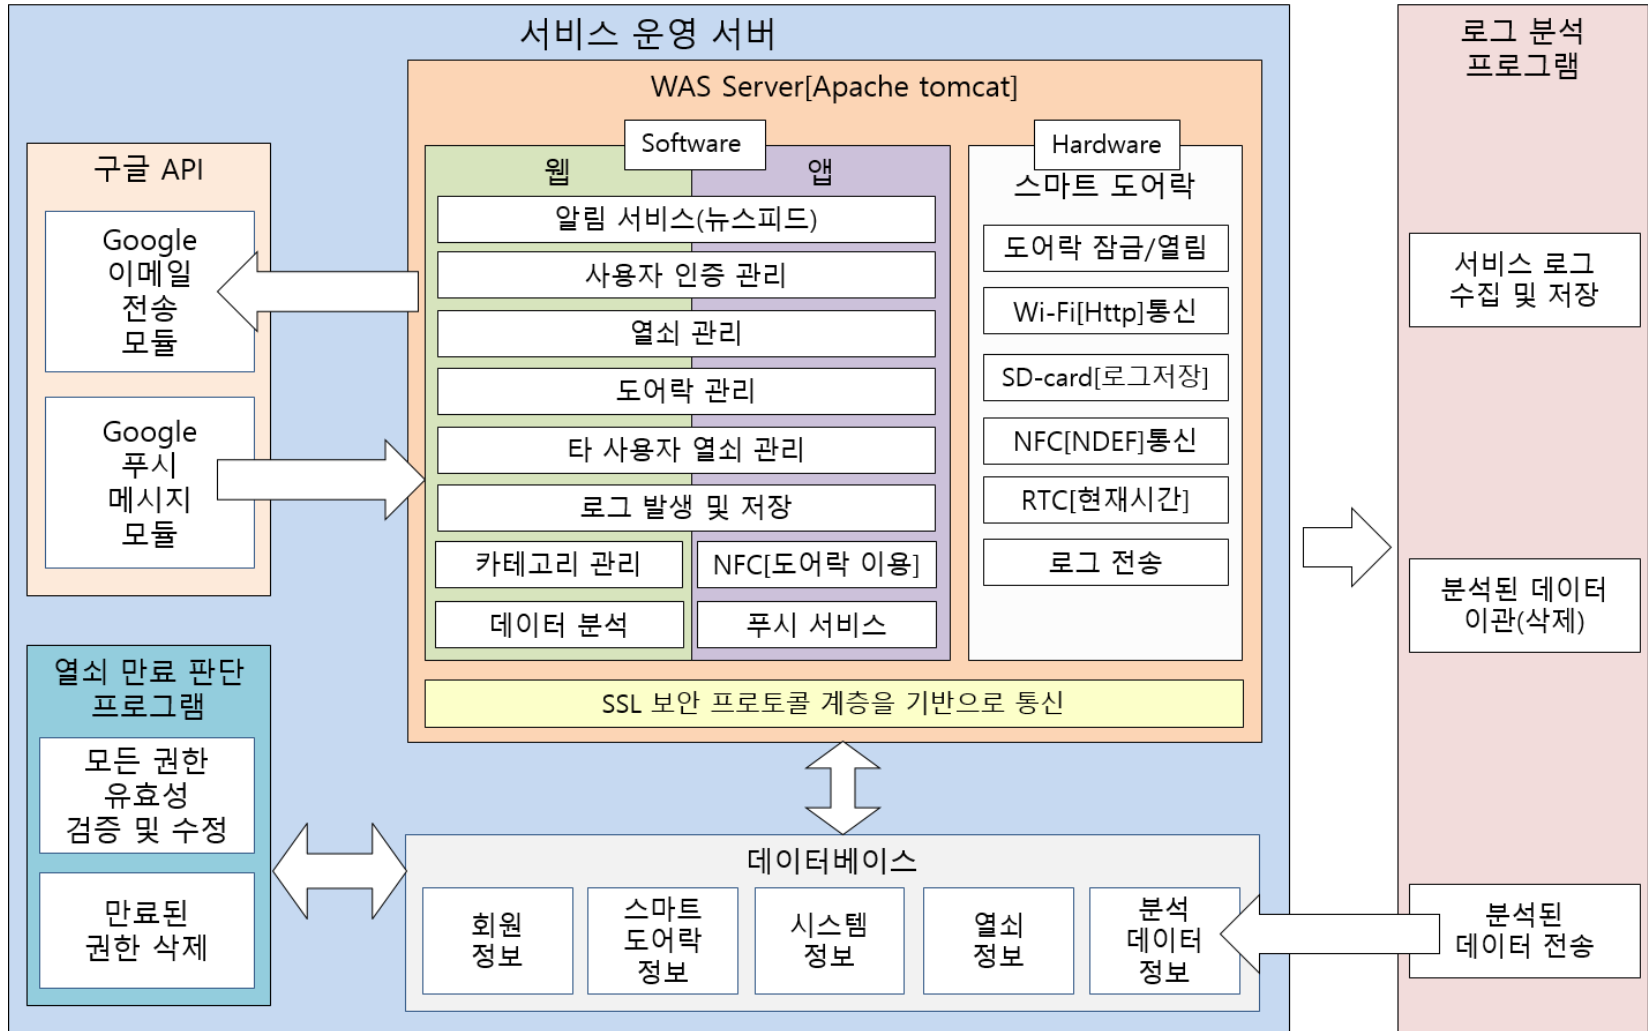 서비스 운영 서버
WAS Server[Apache tomcat]
Software
웹
앱
알림 서비스(뉴스피드)
사용자 인증 관리
열쇠 관리
도어락 관리
타 사용자 열쇠 관리
로그 발생 및 저장
카테고리 관리
NFC[도어락 이용]
데이터 분석
푸시 서비스
Hardware
스마트 도어락
도어락 잠금/열림
Wi-Fi[Http]통신
SD-card[로그저장]
NFC[NDEF]통신
RTC[현재시간]
로그 전송
SSL 보안 프로토콜 계층을 기반으로 통신
구글 API
Google
이메일
전송
모듈
Google
푸시
메시지
모듈
열쇠 만료 판단
프로그램
모든 권한
유효성
검증 및 수정
만료된
권한 삭제
데이터베이스
회원
정보
스마트
도어락
정보
시스템
정보
열쇠
정보
분석
데이터
정보
로그 분석
프로그램
서비스 로그
수집 및 저장
분석된 데이터
이관(삭제)
분석된
데이터 전송